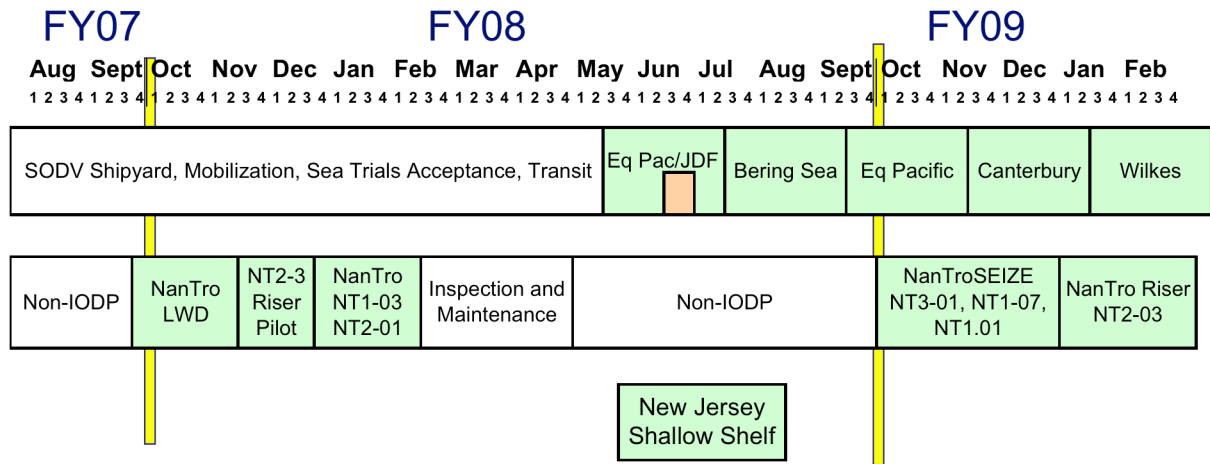 FY07 FY08 FY09
Aug Sept Oct Nov Dec Jan Feb Mar Apr May Jun Jul Aug Sept Oct Nov Dec Jan Feb
1 2 3 4 1 2 3 4 1 2 3 4 1 2 3 4 1 2 3 4 1 2 3 4 1 2 3 4 1 2 3 4 1 2 3 4 1 2 3 4 1 2 3 4 1 2 3 4 1 2 3 4 1 2 3 4 1 2 3 4 1 2 3 4 1 2 3 4 1 2 3 4 1 2 3 4
SODV Shipyard, Mobilization, Sea Trials Acceptance, Transit
Eq Pac/JDF
Bering Sea
Eq Pacific
Canterbury
Wilkes
Non-IODP
NanTro
LWD
NT2-3
Riser
Pilot
NanTro
NT1-03
NT2-01
Inspection and
Maintenance
Non-IODP
NanTroSEIZE
NT3-01, NT1-07,
NT1.01
NanTro Riser
NT2-03
New Jersey
Shallow Shelf